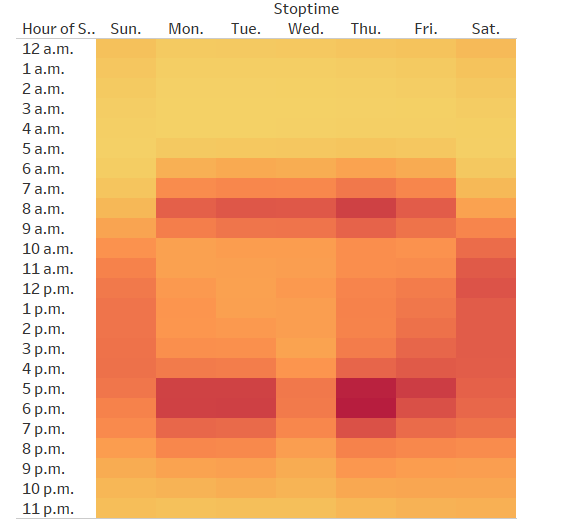 Stoptime
Hour of S.. Sun. Mon. Tue. Wed. Thu. Fri. Sat.
12 a.m.
1 a.m.
2 a.m.
3 a.m.
4 a.m.
5 a.m.
6 a.m.
7 a.m.
8 a.m.
9 a.m.
10 a.m.
11 a.m.
12 p.m.
1 p.m.
2 p.m.
3 p.m.
4 p.m.
5 p.m.
6 p.m.
7 p.m.
8 p.m.
9 p.m.
10 p.m.
11 p.m.